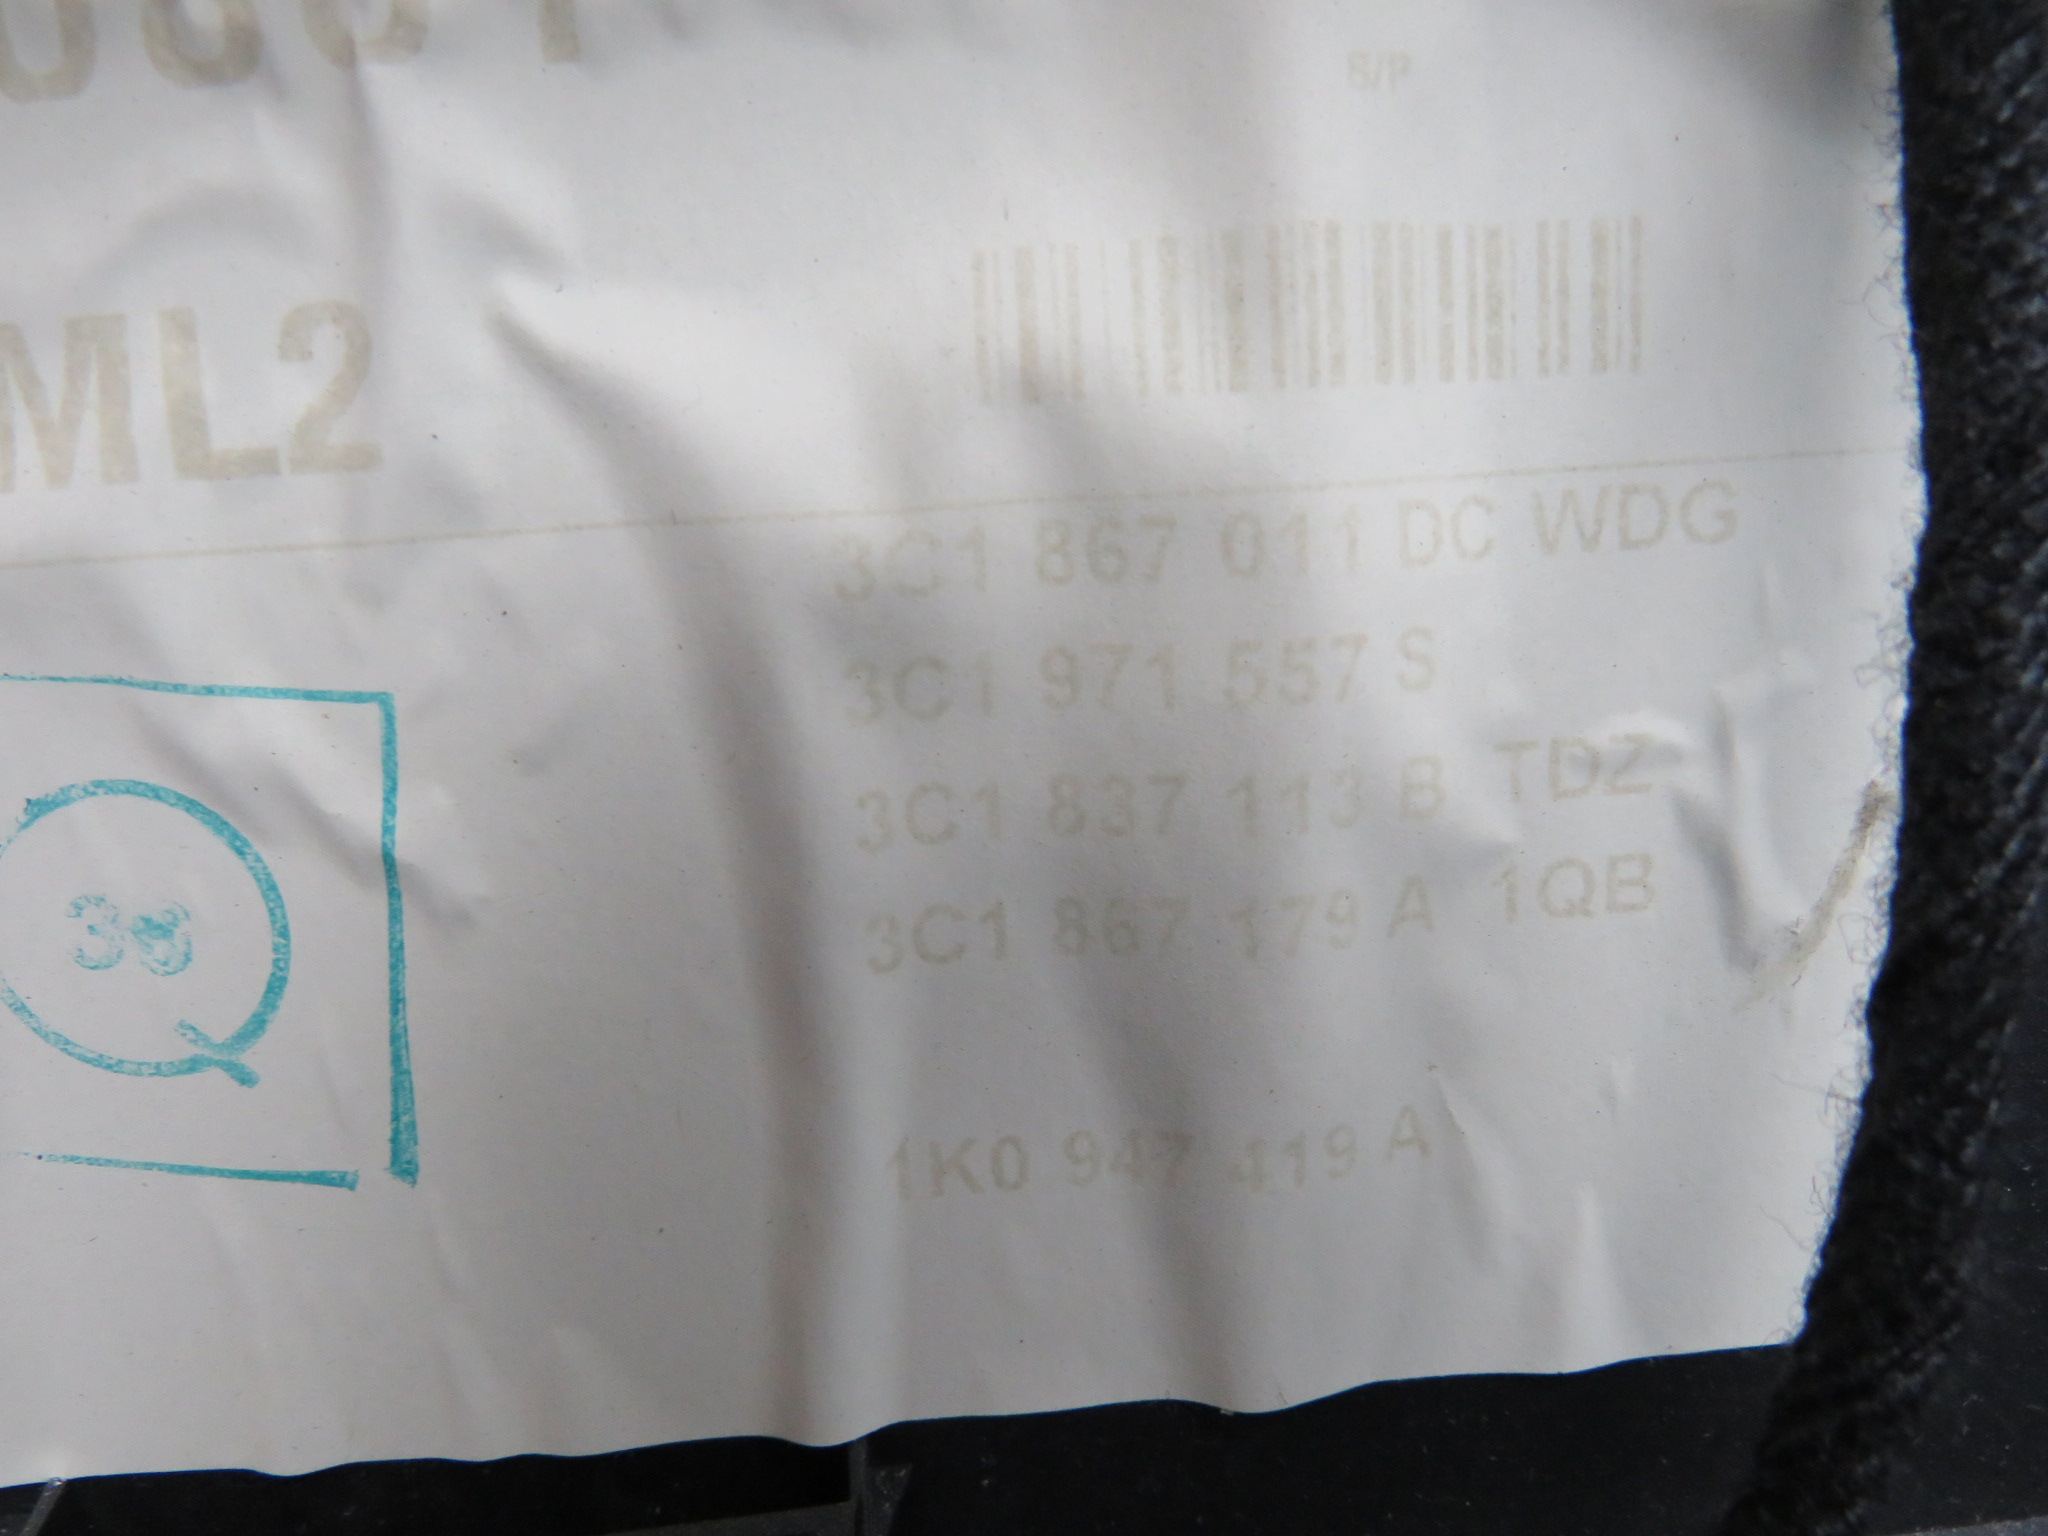 B/P
ML2
3C1 867 011 DC WDG
3C1 971 557 S
3C1 837 113 B TDZ
3C1 867 179 A 1QB
38
1K0 947 419 A